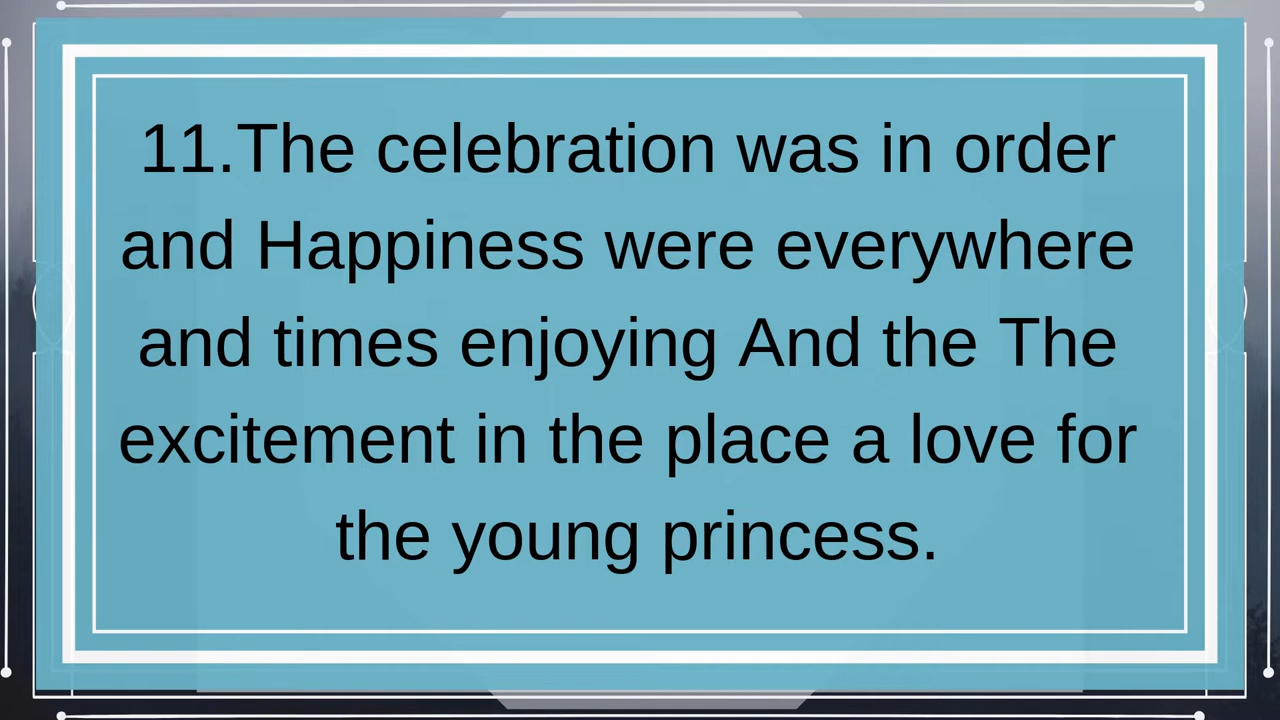 11.The celebration was in order
and Happiness were everywhere
and times enjoying And the The
excitement in the place a love for
the young princess.